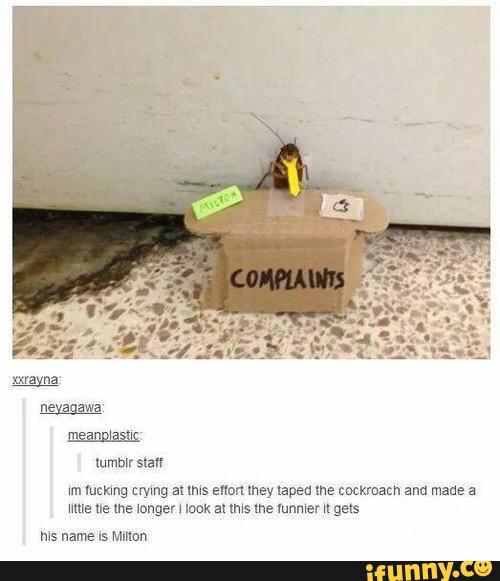 MILTON
COMPLAINTS
xxrayna:
neyagawa:
meanplastic:
tumblr staff
im fucking crying at this effort they taped the cockroach and made a
little tie the longer i look at this the funnier it gets
his name is Milton
ifunny.co